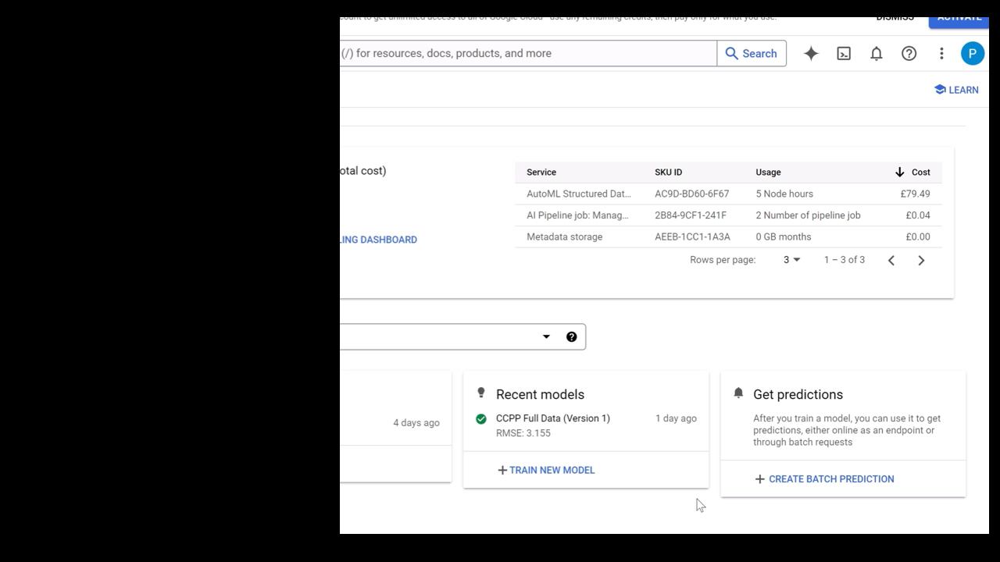 count to get unlimited access to all of Google Cloud - use any remaining credits, then pay only for what you use. DISMISS ACTIVATE
(/) for resources, docs, products, and more Search P
LEARN
otal cost)
Service SKU ID Usage Cost
AutoML Structured Dat... AC9D-BD60-6F67 5 Node hours £79.49
AI Pipeline job: Manag... 2B84-9CF1-241F 2 Number of pipeline job £0.04
Metadata storage AEEB-1CC1-1A3A 0 GB months £0.00
LING DASHBOARD
Rows per page: 3 1 – 3 of 3
4 days ago
Recent models
CCPP Full Data (Version 1) 1 day ago
RMSE: 3.155
+ TRAIN NEW MODEL
Get predictions
After you train a model, you can use it to get
predictions, either online as an endpoint or
through batch requests
+ CREATE BATCH PREDICTION